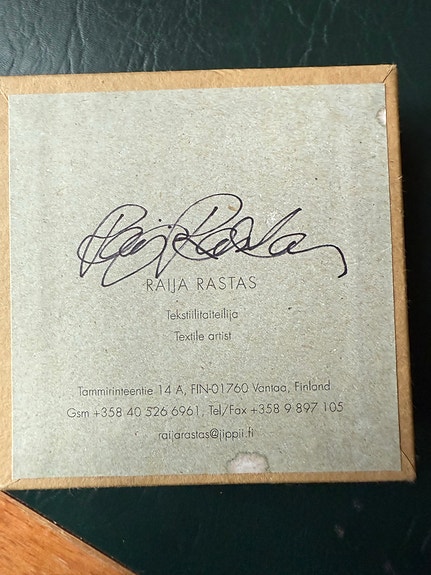 Raija Rastas
RAIJA RASTAS
Tekstiilitaiteilija
Textile artist
Tammirinteentie 14 A, FIN-01760 Vantaa, Finland
Gsm +358 40 526 6961, Tel/Fax +358 9 897 105
raijarastas@jippii.fi